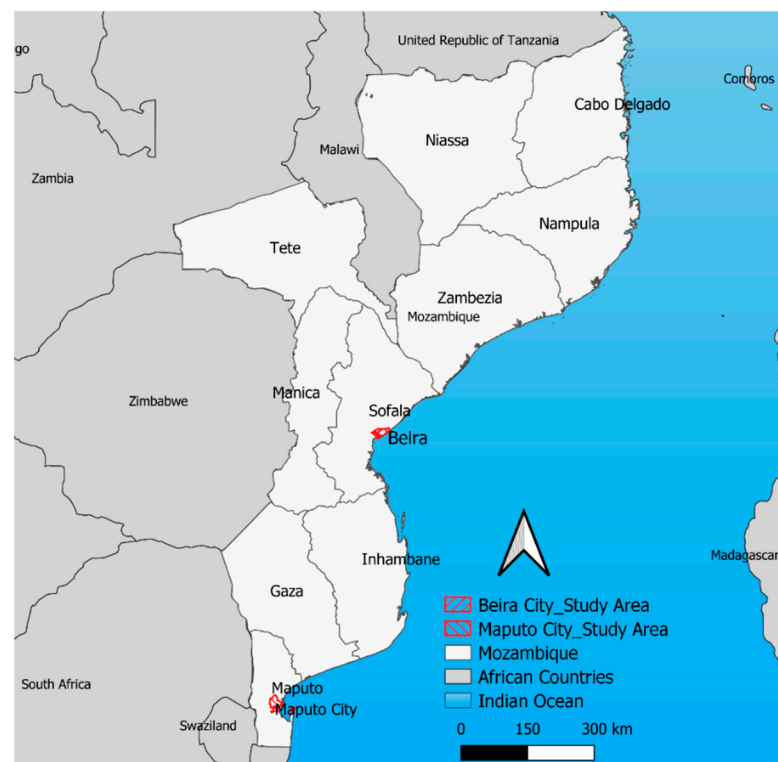 United Republic of Tanzania
go
Comoros
Cabo Delgado
Niassa
Malawi
Zambia
Nampula
Tete
Zambezia
Mozambique
Manica
Zimbabwe
Sofala
Beira
Madagascar
Inhambane
Gaza
Beira City_Study Area
Maputo City_Study Area
Mozambique
African Countries
Indian Ocean
South Africa
Maputo
Maputo City
Swaziland
0 150 300 km